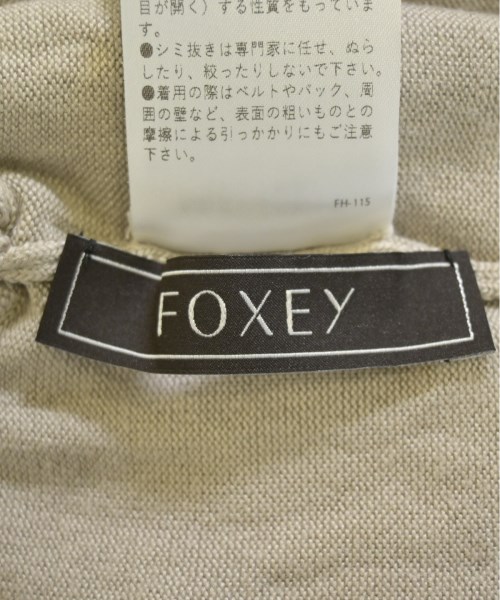 目が開く）する性質をもっていま
す。
●シミ抜きは専門家に任せ、ぬら
したり、絞ったりしないで下さい。
●着用の際はベルトやバック、周
囲の壁など、表面の粗いものとの
摩擦による引っかかりにもご注意
下さい。
FH-115
FOXEY